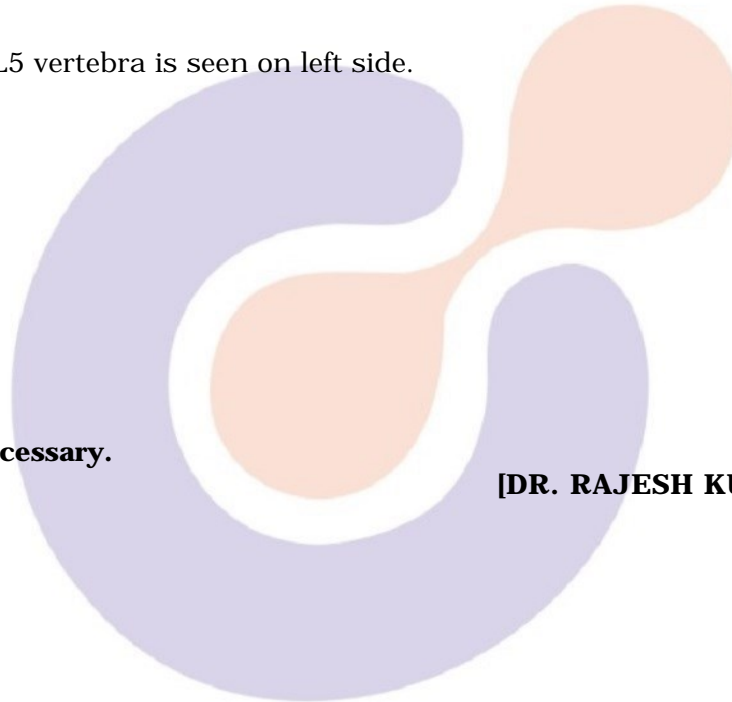 L5 vertebra is seen on left side.
cessary.
[DR. RAJESH KU